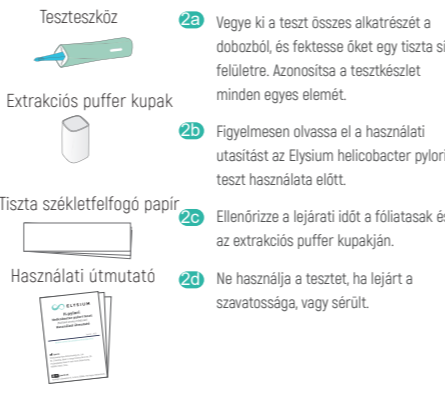 Teszteszköz
Extrakciós puffer kupak
Tiszta székletfelfogó papír
Használati útmutató
ELYSIUM
2a Vegye ki a teszt összes alkatrészét a
dobozból, és fektesse őket egy tiszta
felületre. Azonosítsa a tesztkészlet
minden egyes elemét.
2b Figyelmesen olvassa el a használati
utasítást az Elysium helicobacter pylori
teszt használata előtt.
2c Ellenőrizze a lejárati időt a fóliatasak és
az extrakciós puffer kupakján.
2d Ne használja a tesztet, ha lejárt a
szavatossága, vagy sérült.